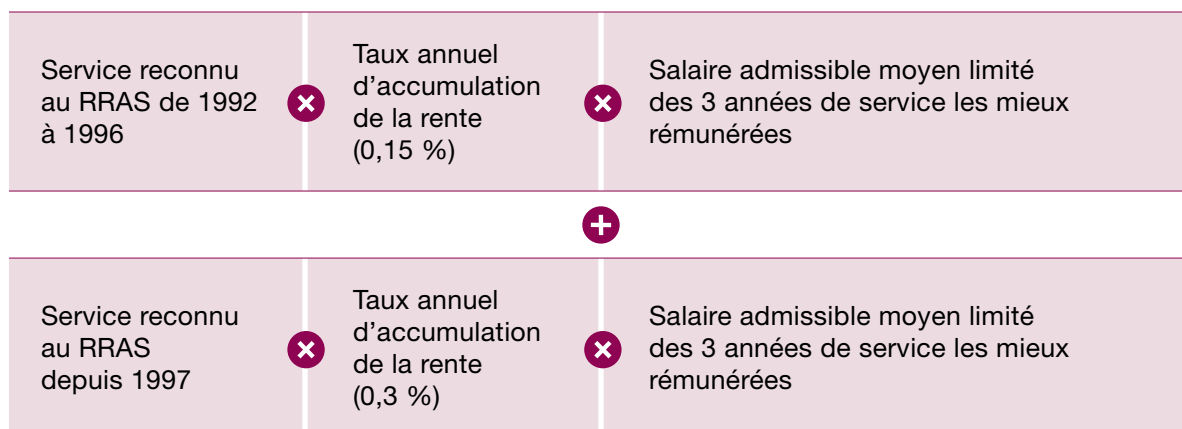 Service reconnu
au RRAS de 1992
à 1996
Taux annuel
d’accumulation
de la rente
(0,15 %)
Salaire admissible moyen limité
des 3 années de service les mieux
rémunérées
Service reconnu
au RRAS
depuis 1997
Taux annuel
d’accumulation
de la rente
(0,3 %)
Salaire admissible moyen limité
des 3 années de service les mieux
rémunérées